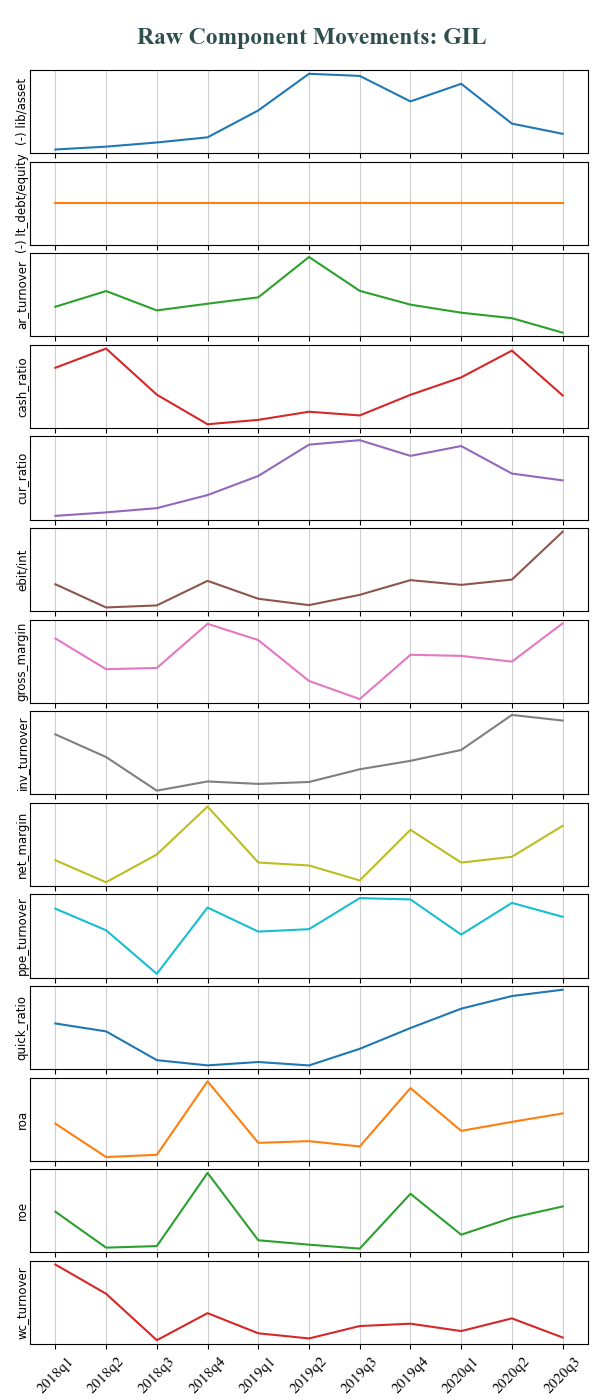 Raw Component Movements: GIL
(-) lib/asset
(-) lt_debt/equity
ar_turnover
cash_ratio
cur_ratio
ebit/int
gross_margin
inv_turnover
net_margin
ppe_turnover
quick_ratio
roa
roe
wc_turnover
2018q1 2018q2 2018q3 2018q4 2019q1 2019q2 2019q3 2019q4 2020q1 2020q2 2020q3